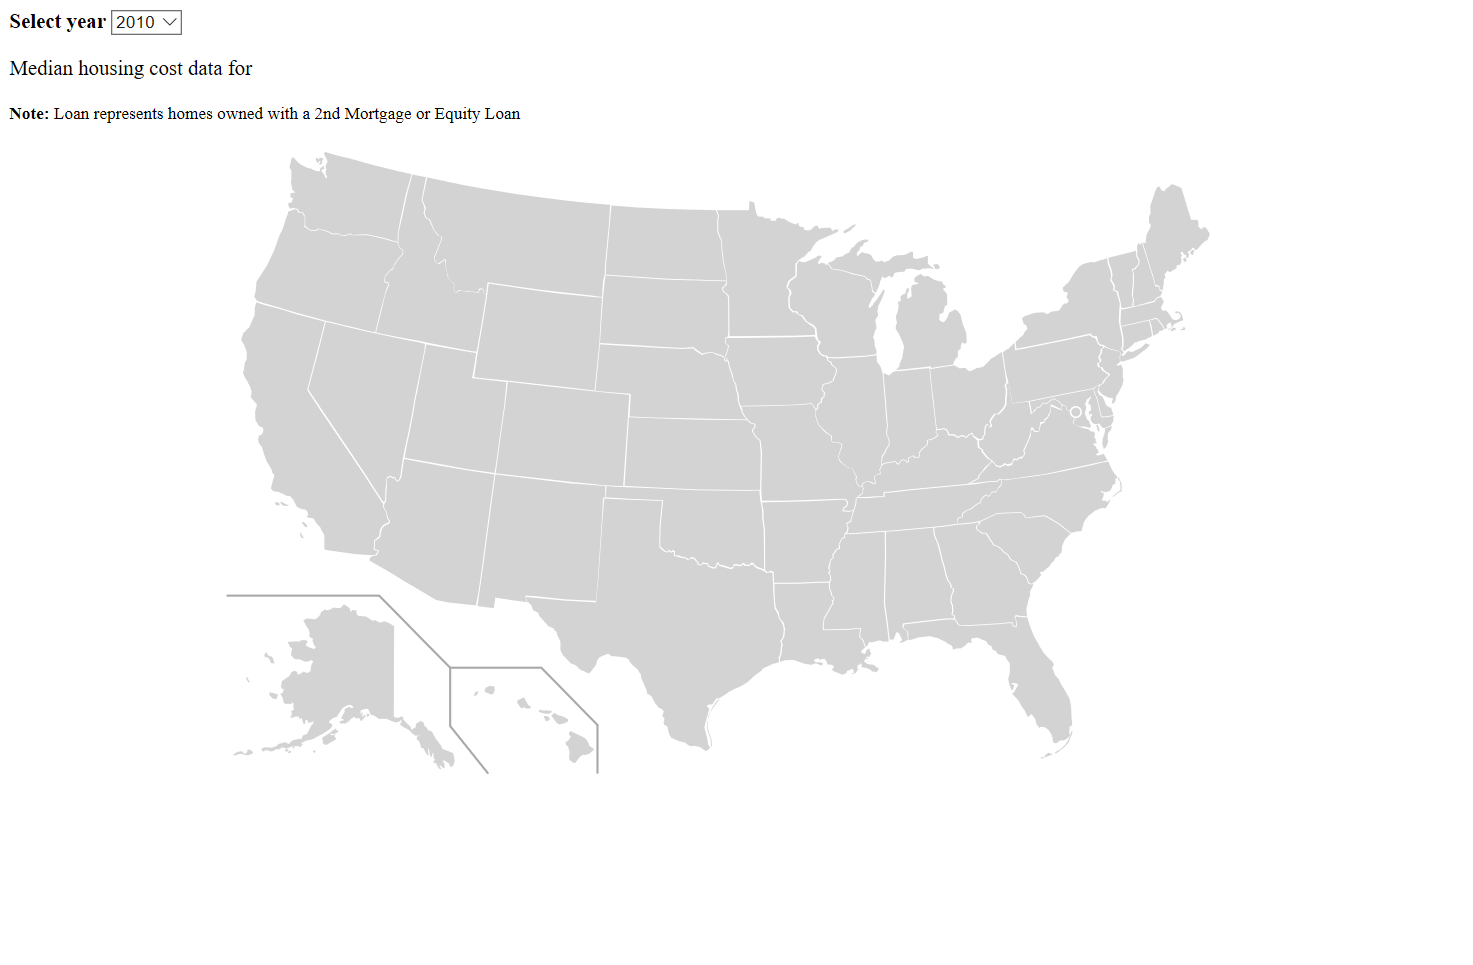 Select year 2010
Median housing cost data for
Note: Loan represents homes owned with a 2nd Mortgage or Equity Loan